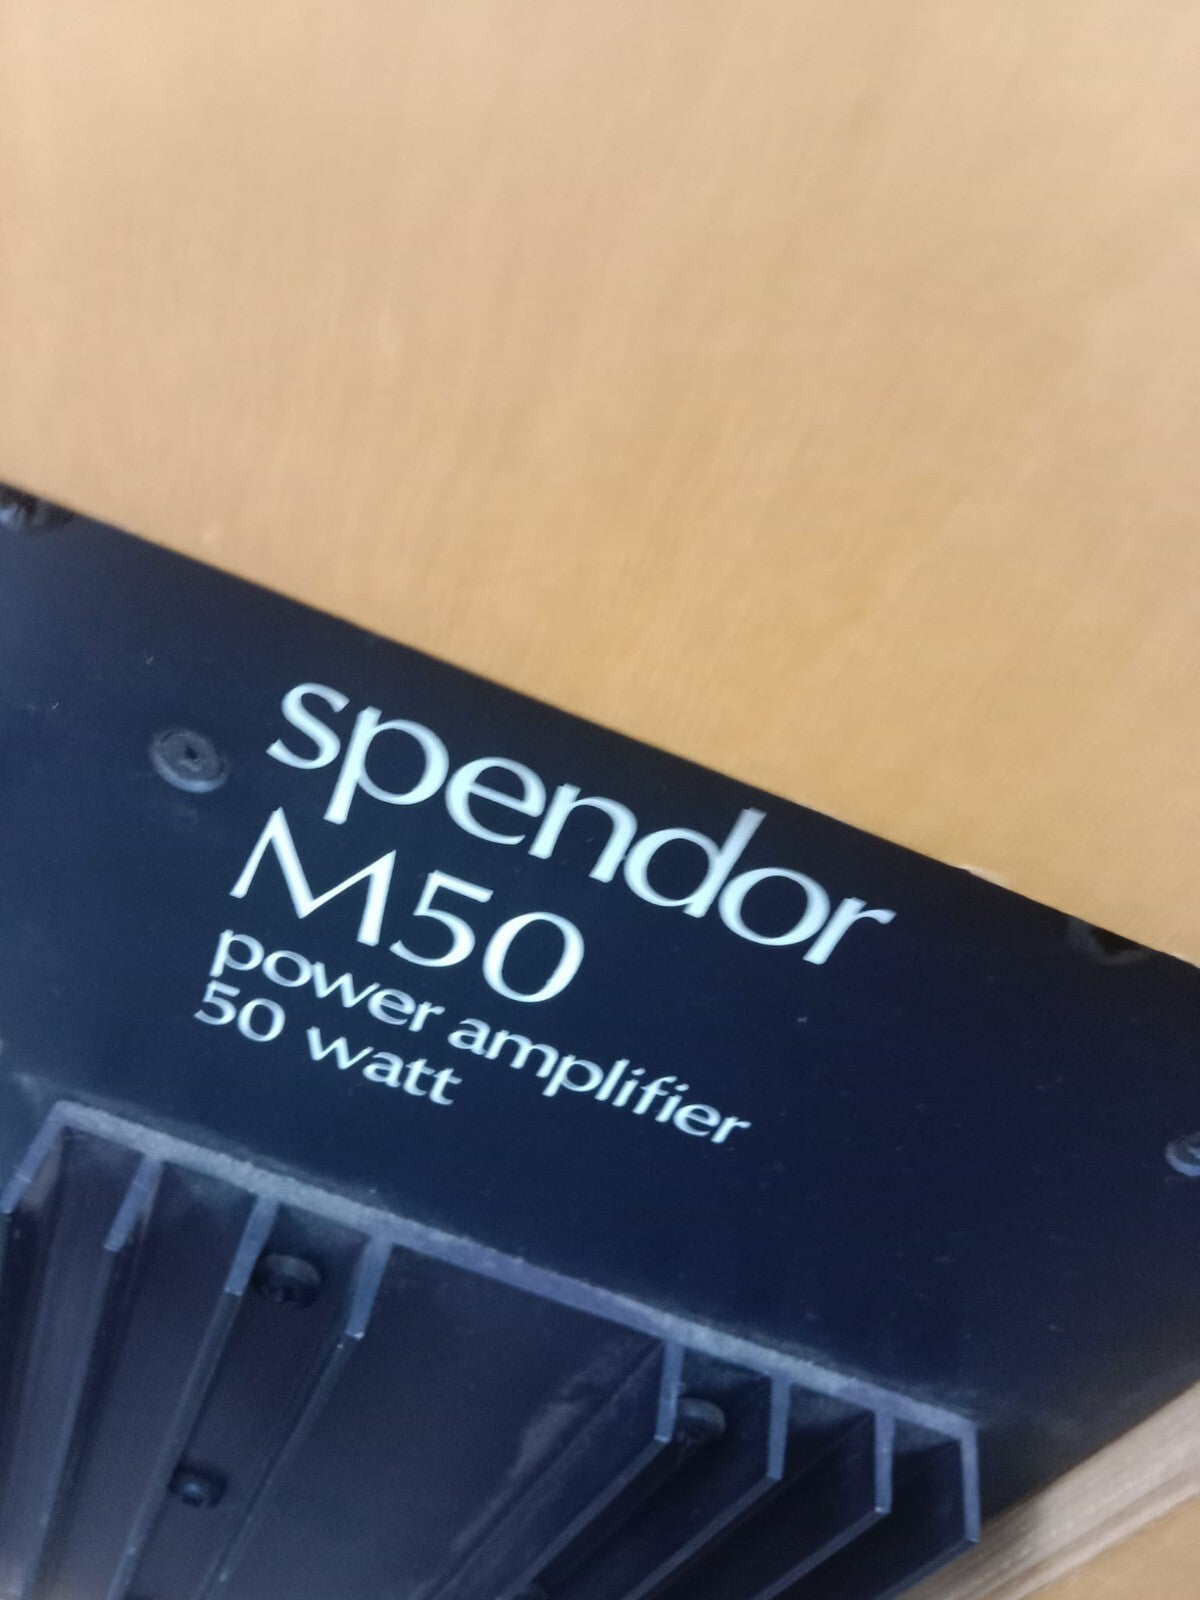 spendor
M50
power amplifier
50 watt